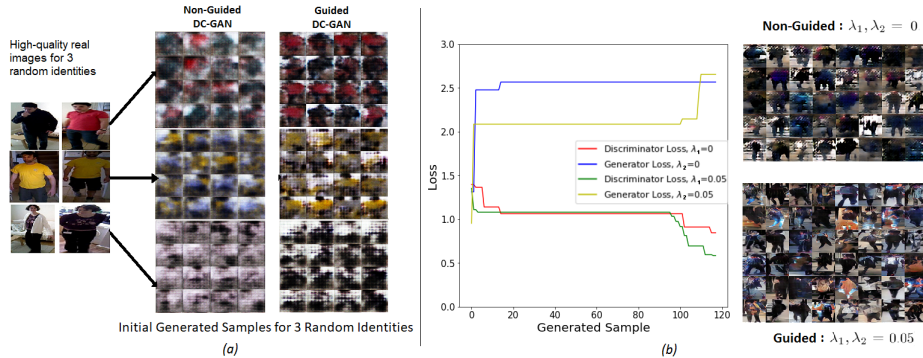 Non-Guided
DC-GAN
Guided
DC-GAN
High-quality real
images for 3
random identities
Initial Generated Samples for 3 Random Identities
(a)
Loss
3.0
2.5
2.0
1.5
1.0
0.5
0.0
0 20 40 60 80 100 120
Generated Sample
Discriminator Loss, λ₁=0
Generator Loss, λ₂=0
Discriminator Loss, λ₁=0.05
Generator Loss, λ₂=0.05
(b)
Non-Guided : λ₁, λ₂ = 0
Guided : λ₁, λ₂ = 0.05